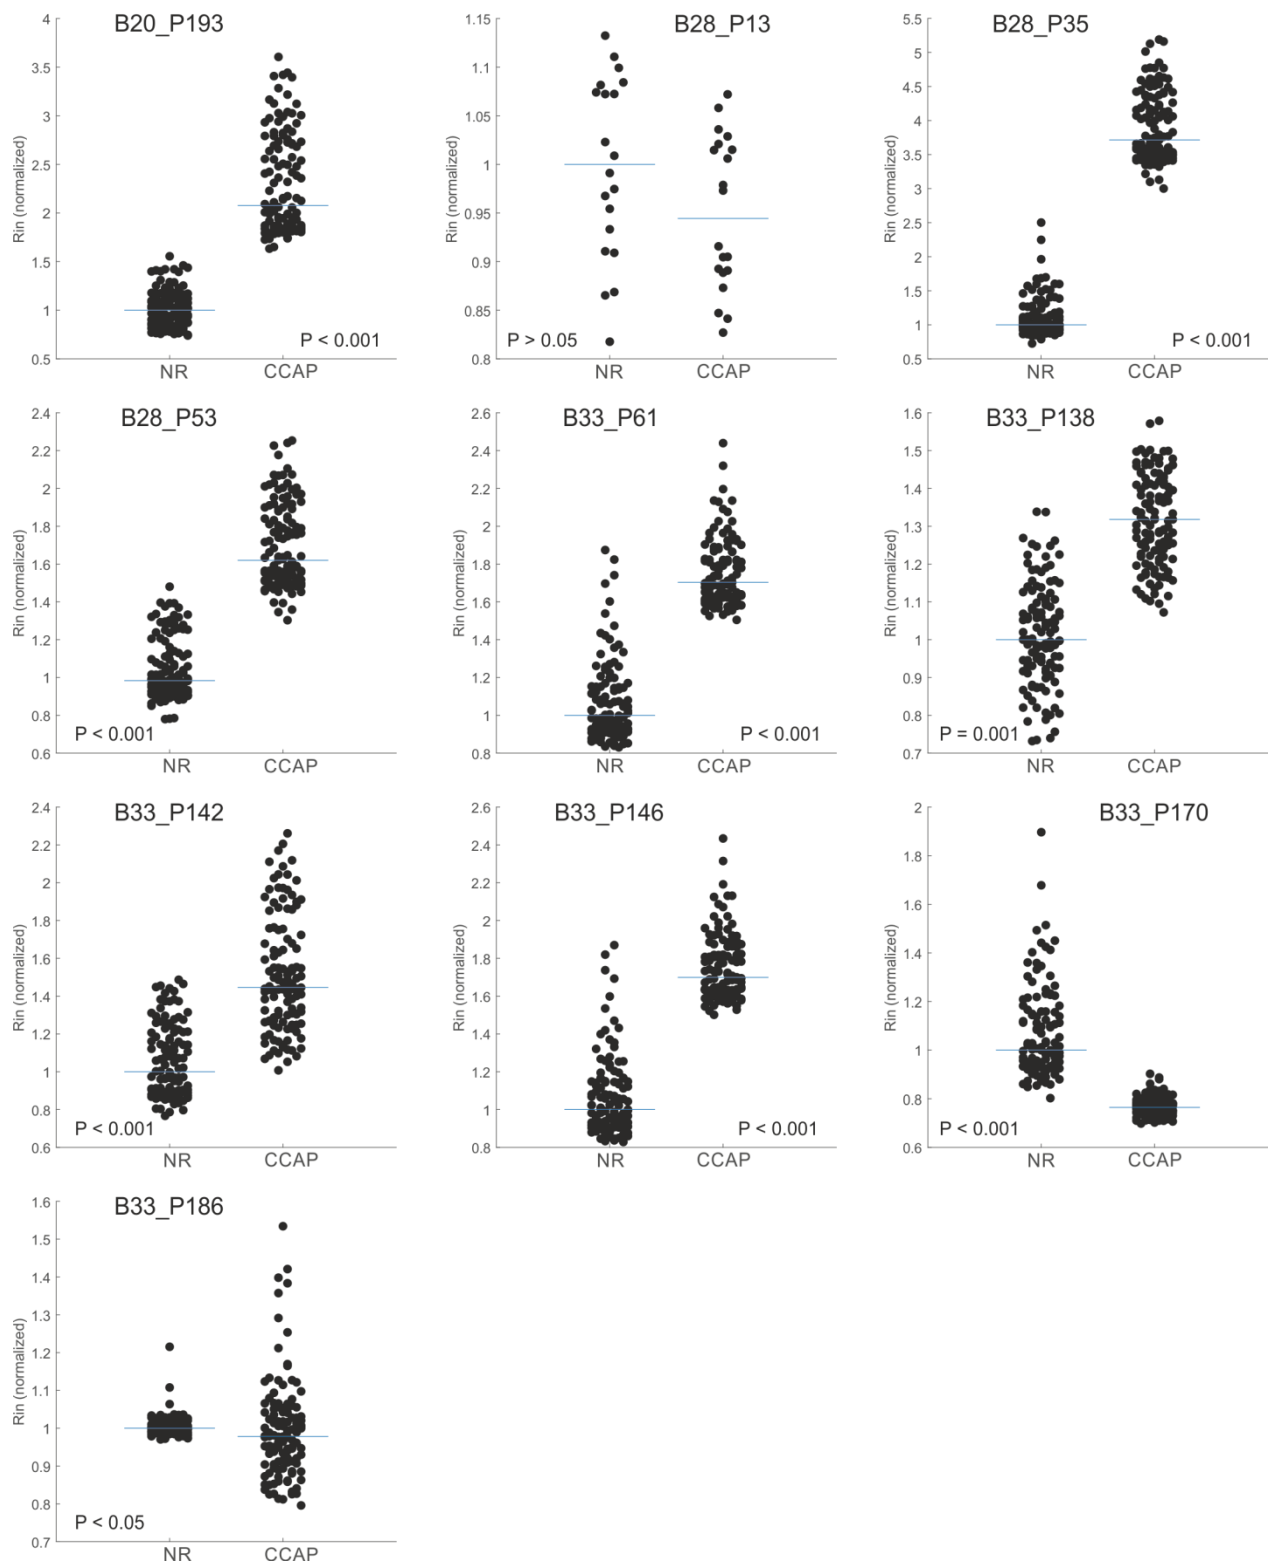 B20_P193
4
3.5
3
2.5
2
1.5
1
0.5
Rin (normalized)
P < 0.001
NR CCAP
B28_P13
1.15
1.1
1.05
1
0.95
0.9
0.85
0.8
Rin (normalized)
P > 0.05
NR CCAP
B28_P35
5.5
5
4.5
4
3.5
3
2.5
2
1.5
1
0.5
Rin (normalized)
P < 0.001
NR CCAP
B28_P53
2.4
2.2
2
1.8
1.6
1.4
1.2
1
0.8
0.6
Rin (normalized)
P < 0.001
NR CCAP
B33_P61
2.6
2.4
2.2
2
1.8
1.6
1.4
1.2
1
0.8
Rin (normalized)
P < 0.001
NR CCAP
B33_P138
1.6
1.5
1.4
1.3
1.2
1.1
1
0.9
0.8
0.7
Rin (normalized)
P = 0.001
NR CCAP
B33_P142
2.4
2.2
2
1.8
1.6
1.4
1.2
1
0.8
0.6
Rin (normalized)
P < 0.001
NR CCAP
B33_P146
2.6
2.4
2.2
2
1.8
1.6
1.4
1.2
1
0.8
Rin (normalized)
P < 0.001
NR CCAP
B33_P170
2
1.8
1.6
1.4
1.2
1
0.8
0.6
Rin (normalized)
P < 0.001
NR CCAP
B33_P186
1.6
1.5
1.4
1.3
1.2
1.1
1
0.9
0.8
0.7
Rin (normalized)
P < 0.05
NR CCAP